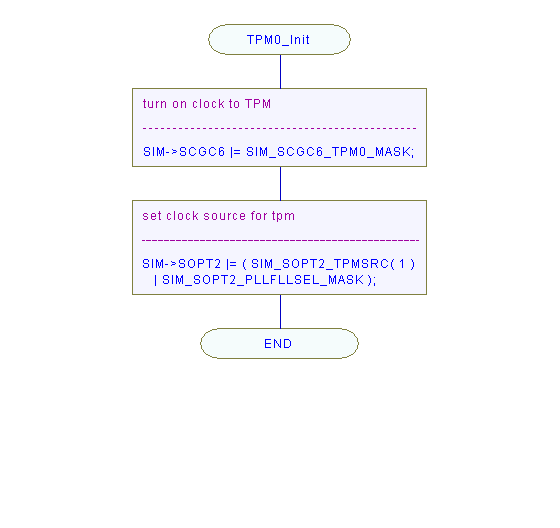 TPM0_Init
turn on clock to TPM
SIM->SCGC6 |= SIM_SCGC6_TPM0_MASK;
set clock source for tpm
SIM->SOPT2 |= ( SIM_SOPT2_TPMSRC( 1 )
| SIM_SOPT2_PLLFLLSEL_MASK );
END